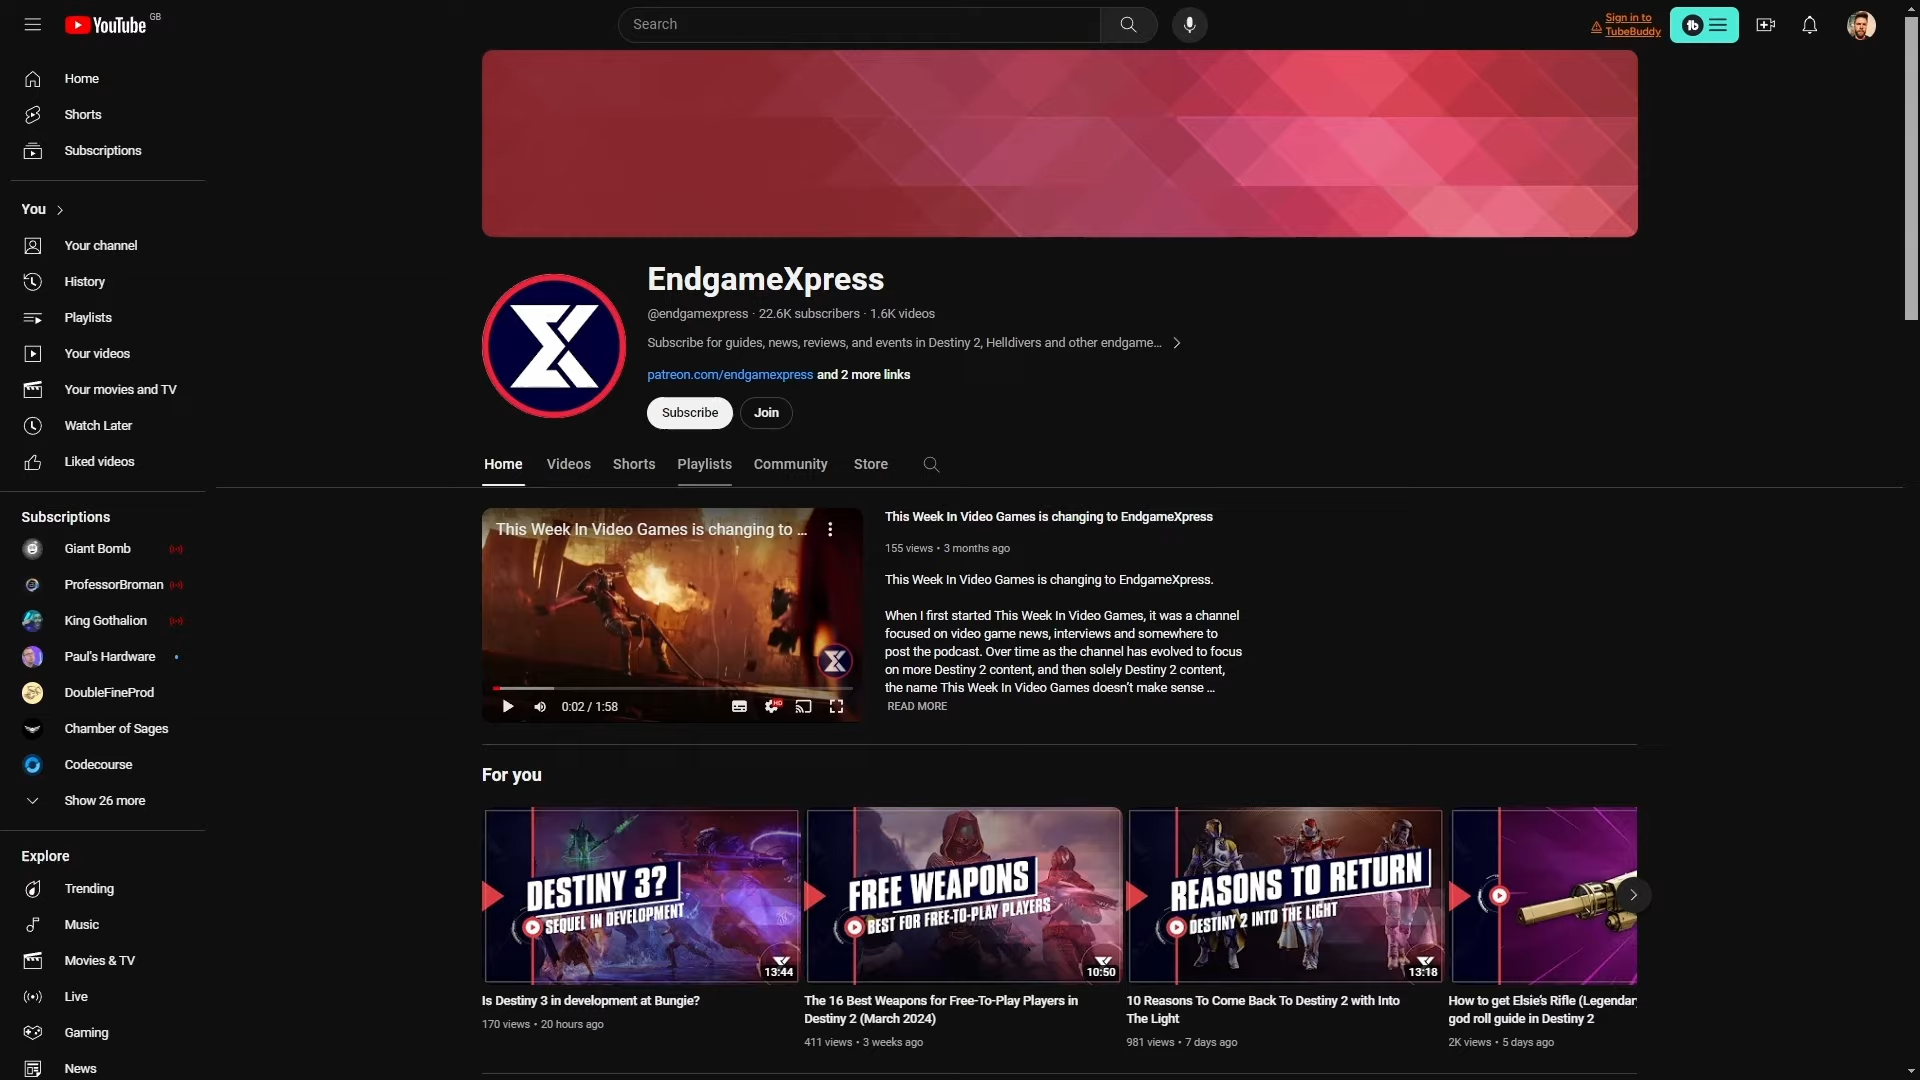 YouTube GB
Search
Sign in to
TubeBuddy
tb
Home
Shorts
Subscriptions
You
Your channel
History
Playlists
Your videos
Your movies and TV
Watch Later
Liked videos
Subscriptions
Giant Bomb
ProfessorBroman
King Gothalion
Paul's Hardware
DoubleFineProd
Chamber of Sages
Codecourse
Show 26 more
Explore
Trending
Music
Movies & TV
Live
Gaming
News
EndgameXpress
@endgamexpress · 22.6K subscribers · 1.6K videos
Subscribe for guides, news, reviews, and events in Destiny 2, Helldivers and other endgame...
patreon.com/endgamexpress and 2 more links
Subscribe
Join
Home
Videos
Shorts
Playlists
Community
Store
This Week In Video Games is changing to ...
0:02 / 1:58
HD
This Week In Video Games is changing to EndgameXpress
155 views • 3 months ago
This Week In Video Games is changing to EndgameXpress.
When I first started This Week In Video Games, it was a channel
focused on video game news, interviews and somewhere to
post the podcast. Over time as the channel has evolved to focus
on more Destiny 2 content, and then solely Destiny 2 content,
the name This Week In Video Games doesn't make sense ...
READ MORE
For you
DESTINY 3?
SEQUEL IN DEVELOPMENT
13:44
Is Destiny 3 in development at Bungie?
170 views • 20 hours ago
FREE WEAPONS
BEST FOR FREE-TO-PLAY PLAYERS
10:50
The 16 Best Weapons for Free-To-Play Players in
Destiny 2 (March 2024)
411 views • 3 weeks ago
REASONS TO RETURN
DESTINY 2 INTO THE LIGHT
13:18
10 Reasons To Come Back To Destiny 2 with Into
The Light
981 views • 7 days ago
How to get Elsie's Rifle (Legendar
god roll guide in Destiny 2
2K views • 5 days ago